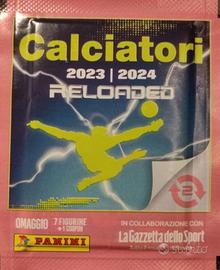 Calciatori
2023 | 2024
RELOADED
2
OMAGGIO 7 FIGURINE
+ 1 COUPON
PANINI
IN COLLABORAZIONE CON
La Gazzetta dello Sport